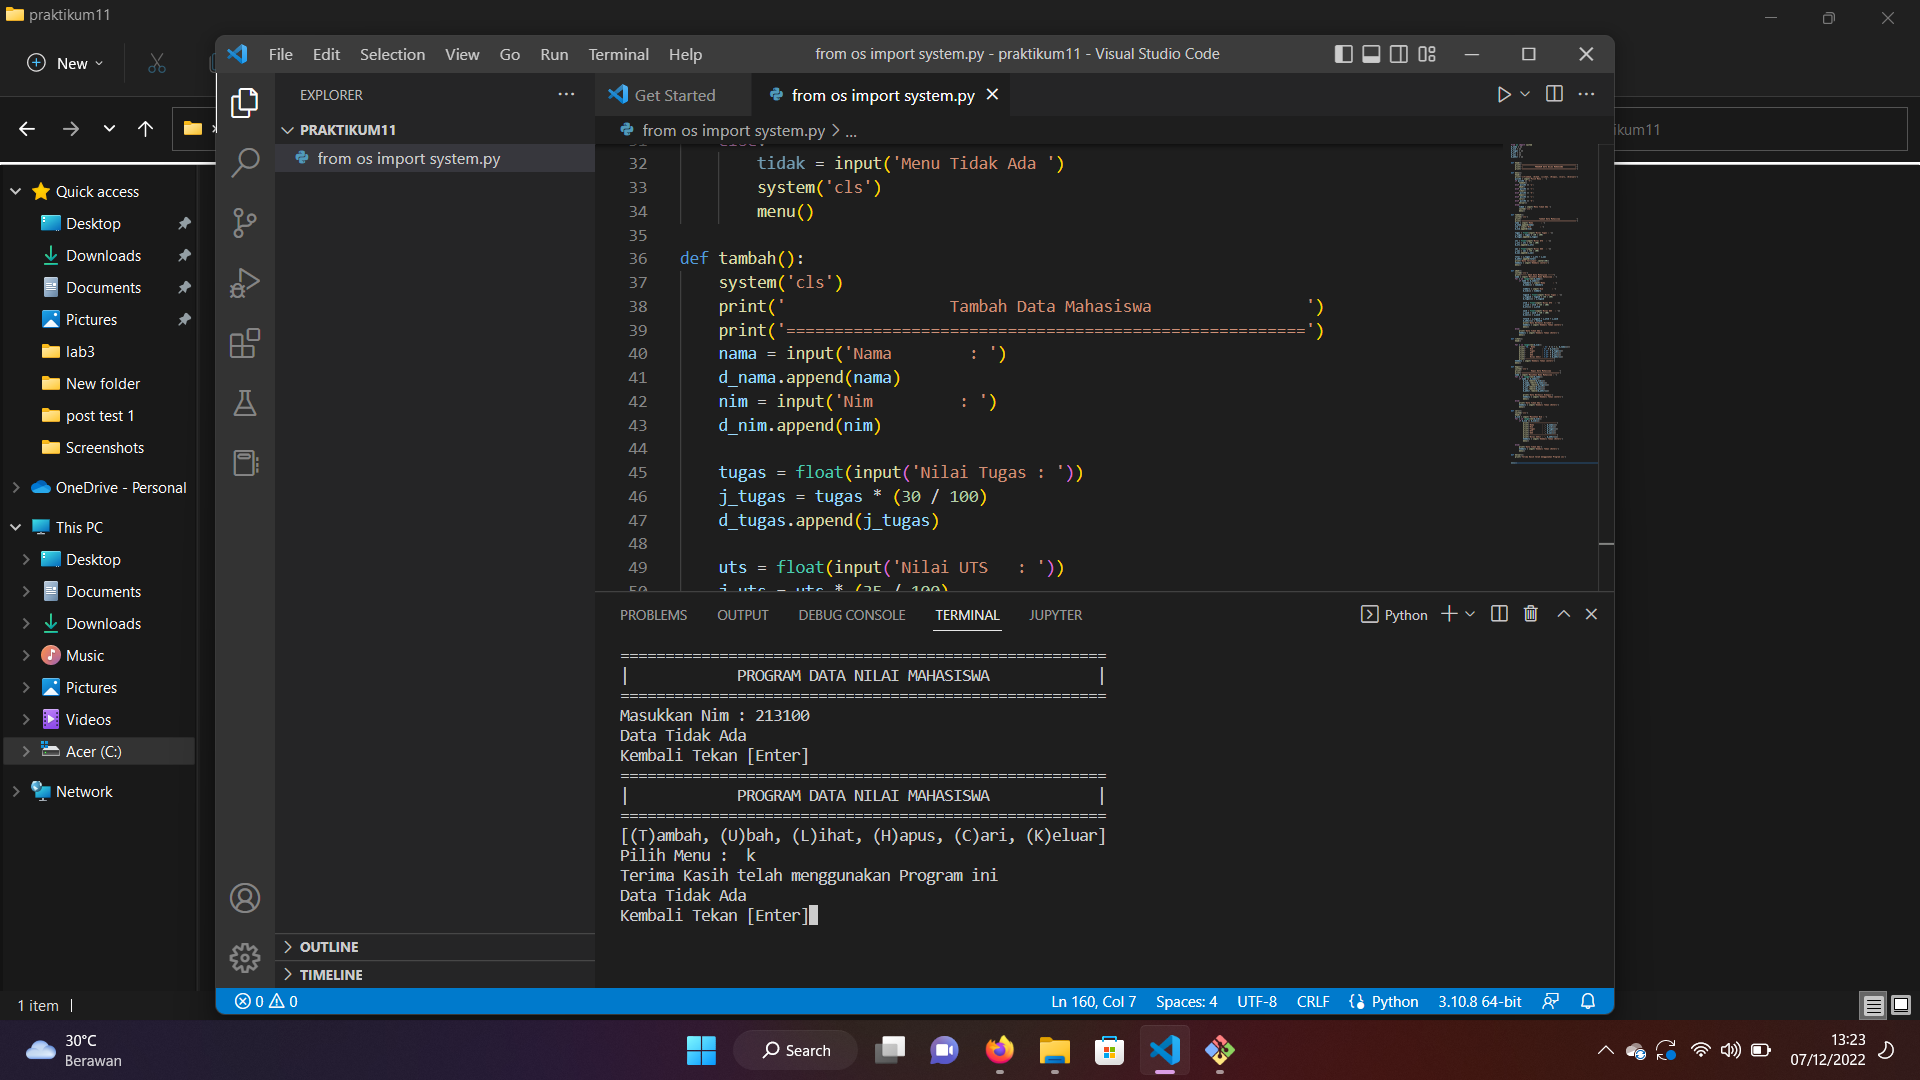 praktikum11
New
File Edit Selection View Go Run Terminal Help
from os import system.py - praktikum11 - Visual Studio Code
EXPLORER
PRAKTIKUM11
from os import system.py
OUTLINE
TIMELINE
Get Started
from os import system.py
from os import system.py > ...
32 tidak = input('Menu Tidak Ada ')
33 system('cls')
34 menu()
35
36 def tambah():
37 system('cls')
38 print('                 Tambah Data Mahasiswa                ')
39 print('======================================================')
40 nama = input('Nama        : ')
41 d_nama.append(nama)
42 nim = input('Nim         : ')
43 d_nim.append(nim)
44
45 tugas = float(input('Nilai Tugas : '))
46 j_tugas = tugas * (30 / 100)
47 d_tugas.append(j_tugas)
48
49 uts = float(input('Nilai UTS   : '))
50 j_uts = uts * (35 / 100)
PROBLEMS OUTPUT DEBUG CONSOLE TERMINAL JUPYTER
Python
======================================================
|            PROGRAM DATA NILAI MAHASISWA            |
======================================================
Masukkan Nim : 213100
Data Tidak Ada
Kembali Tekan [Enter]
======================================================
|            PROGRAM DATA NILAI MAHASISWA            |
======================================================
[(T)ambah, (U)bah, (L)ihat, (H)apus, (C)ari, (K)eluar]
Pilih Menu :  k
Terima Kasih telah menggunakan Program ini
Data Tidak Ada
Kembali Tekan [Enter]
0 0
Ln 160, Col 7 Spaces: 4 UTF-8 CRLF Python 3.10.8 64-bit
Quick access
Desktop
Downloads
Documents
Pictures
lab3
New folder
post test 1
Screenshots
OneDrive - Personal
This PC
Desktop
Documents
Downloads
Music
Pictures
Videos
Acer (C:)
Network
1 item
30°C
Berawan
Search
13:23
07/12/2022